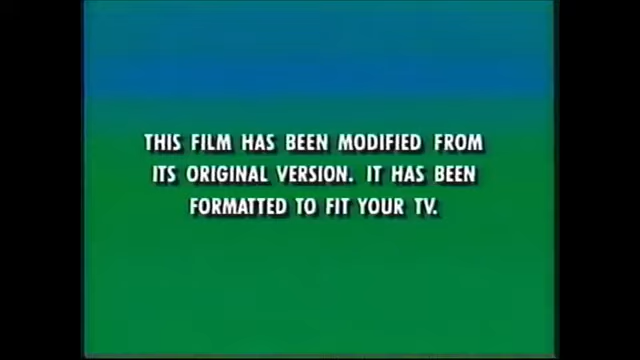 THIS FILM HAS BEEN MODIFIED FROM
ITS ORIGINAL VERSION. IT HAS BEEN
FORMATTED TO FIT YOUR TV.